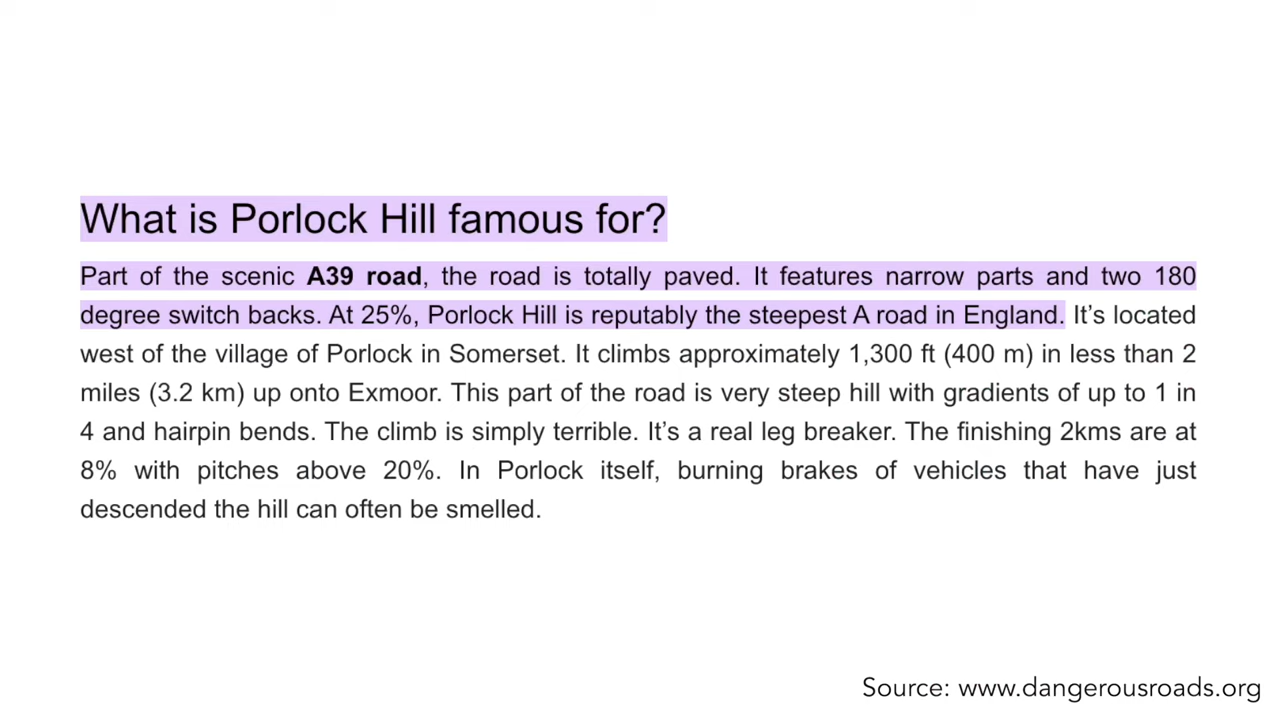 What is Porlock Hill famous for?
Part of the scenic A39 road, the road is totally paved. It features narrow parts and two 180
degree switch backs. At 25%, Porlock Hill is reputably the steepest A road in England. It’s located
west of the village of Porlock in Somerset. It climbs approximately 1,300 ft (400 m) in less than 2
miles (3.2 km) up onto Exmoor. This part of the road is very steep hill with gradients of up to 1 in
4 and hairpin bends. The climb is simply terrible. It’s a real leg breaker. The finishing 2kms are at
8% with pitches above 20%. In Porlock itself, burning brakes of vehicles that have just
descended the hill can often be smelled.
Source: www.dangerousroads.org